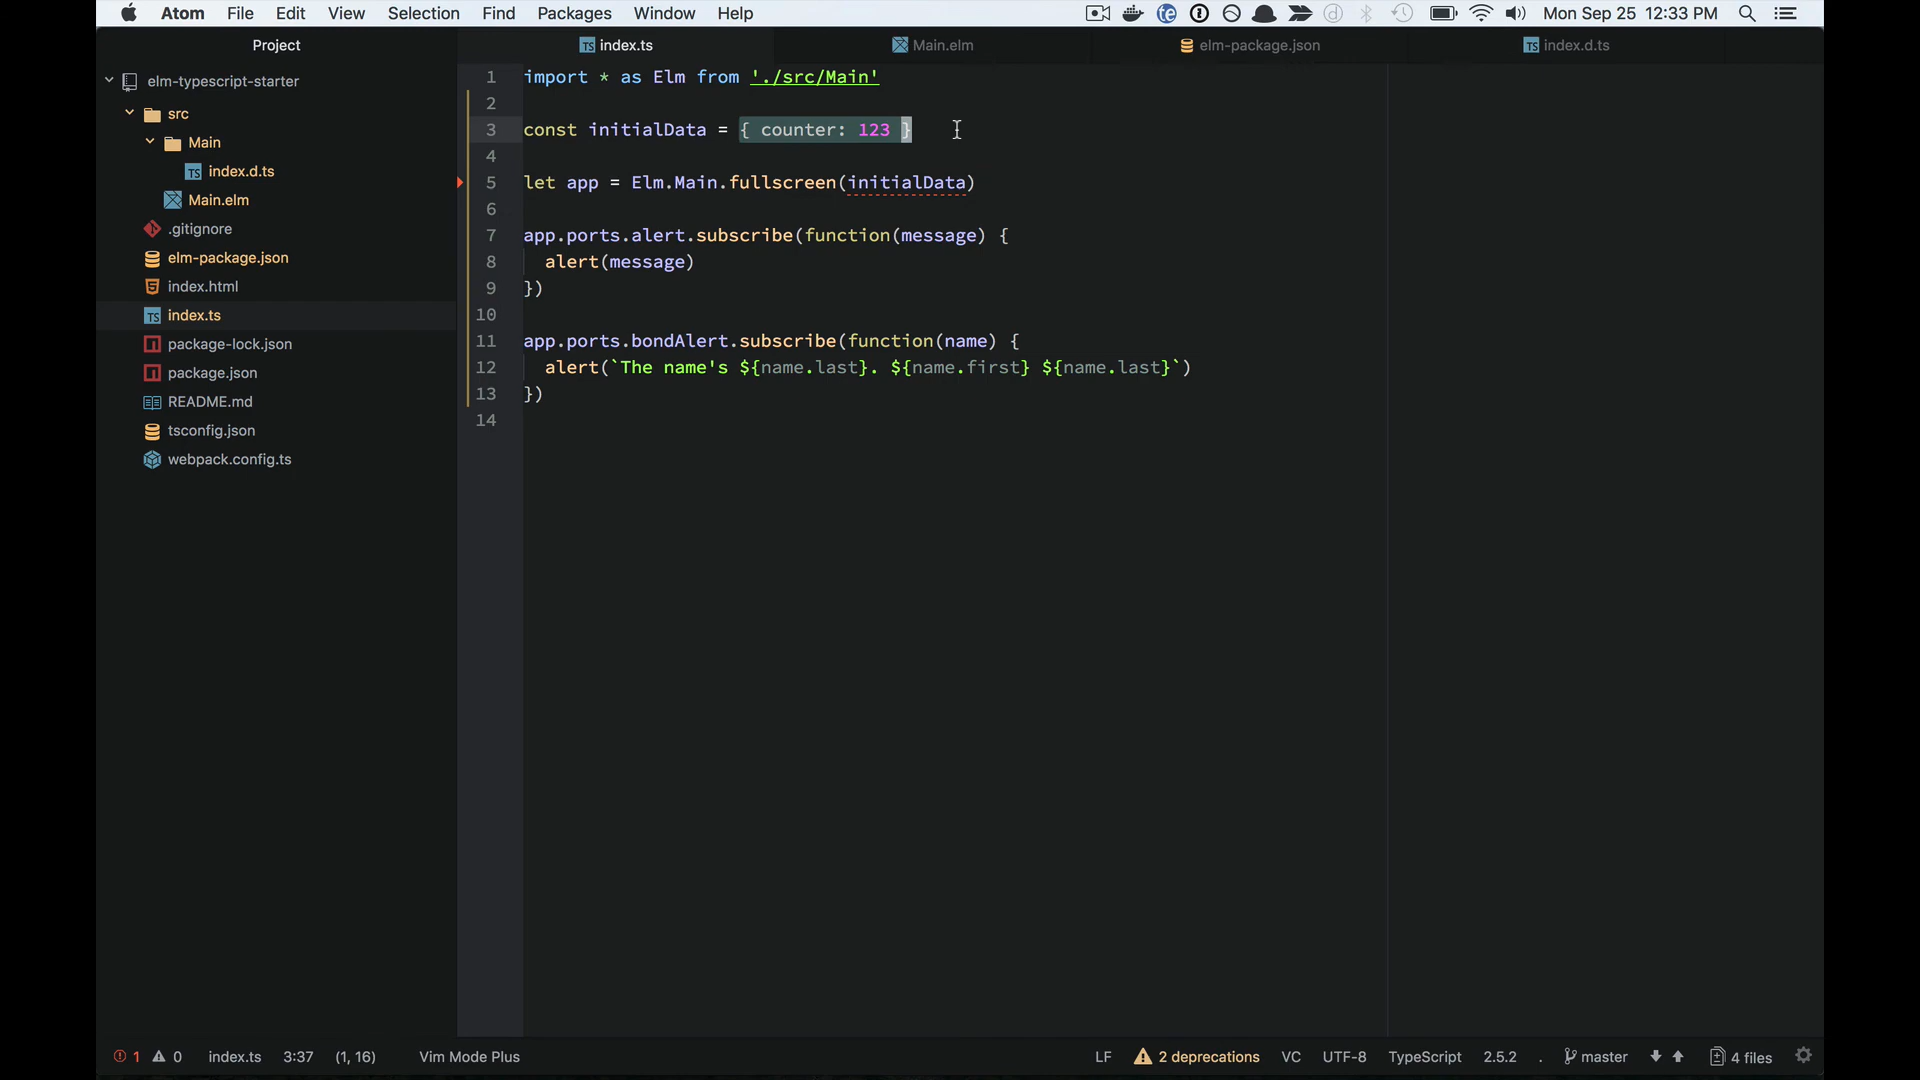 Atom File Edit View Selection Find Packages Window Help Mon Sep 25 12:33 PM
Project
index.ts Main.elm elm-package.json index.d.ts
elm-typescript-starter
src
Main
index.d.ts
Main.elm
.gitignore
elm-package.json
index.html
index.ts
package-lock.json
package.json
README.md
tsconfig.json
webpack.config.ts
1 import * as Elm from './src/Main'
2
3 const initialData = { counter: 123 }
4
5 let app = Elm.Main.fullscreen(initialData)
6
7 app.ports.alert.subscribe(function(message) {
8 alert(message)
9 })
10
11 app.ports.bondAlert.subscribe(function(name) {
12 alert(`The name's ${name.last}. ${name.first} ${name.last}`)
13 })
14
1 0 index.ts 3:37 (1, 16) Vim Mode Plus LF 2 deprecations VC UTF-8 TypeScript 2.5.2 . master 4 files